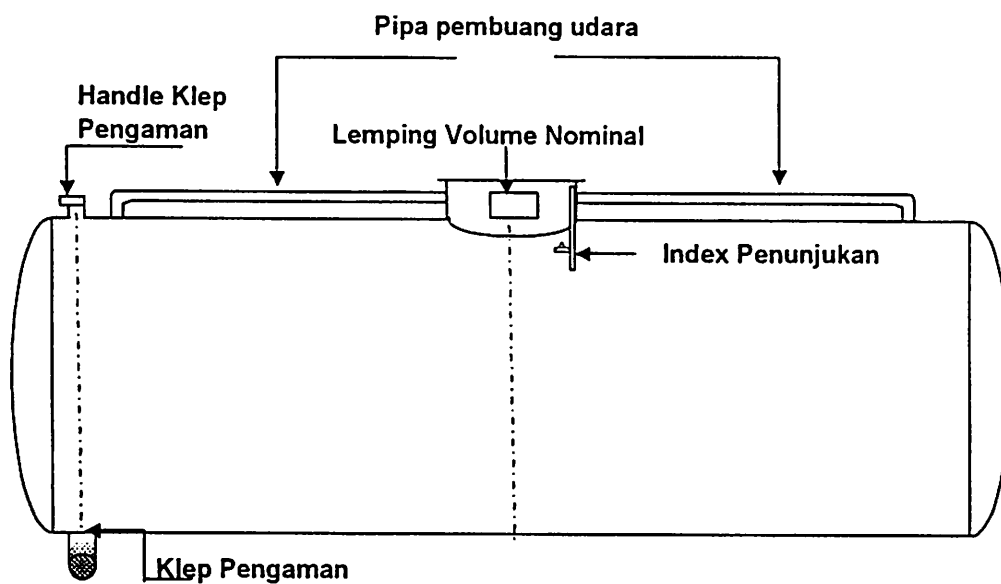 Pipa pembuang udara
Handle Klep
Pengaman
Lemping Volume Nominal
Index Penunjukan
Klep Pengaman